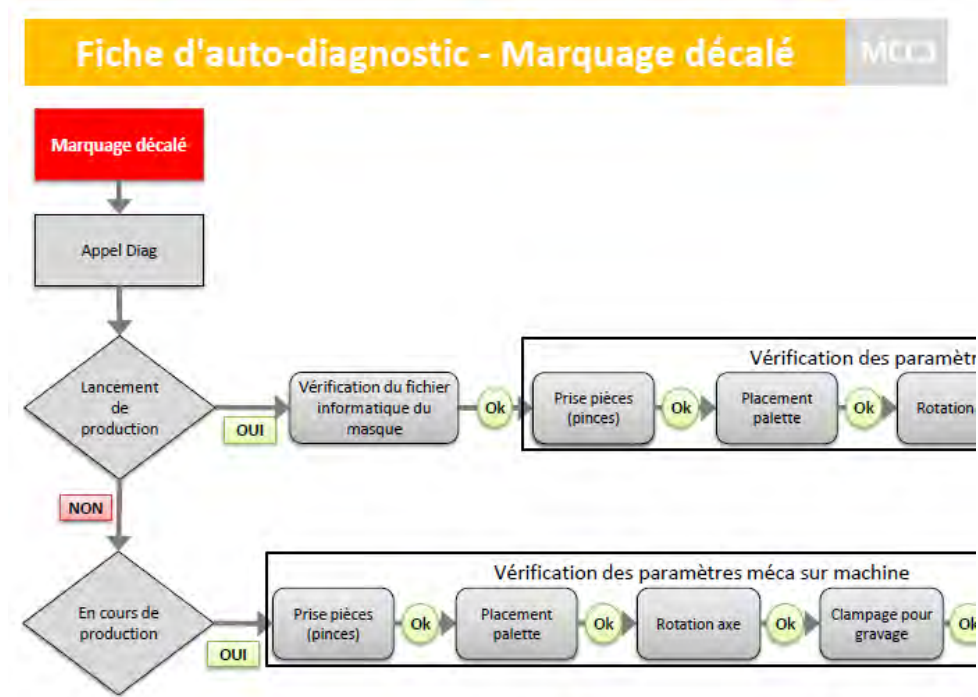 Fiche d'auto-diagnostic - Marquage décalé
Marquage décalé
Appel Diag
Lancement
de
production
OUI
Vérification du fichier
informatique du
masque
Ok
Vérification des paramètr
Prise pièces
(pinces)
Ok
Placement
palette
Ok
Rotation
NON
En cours de
production
OUI
Vérification des paramètres méca sur machine
Prise pièces
(pinces)
Ok
Placement
palette
Ok
Rotation axe
Ok
Clampage pour
gravage
Ok